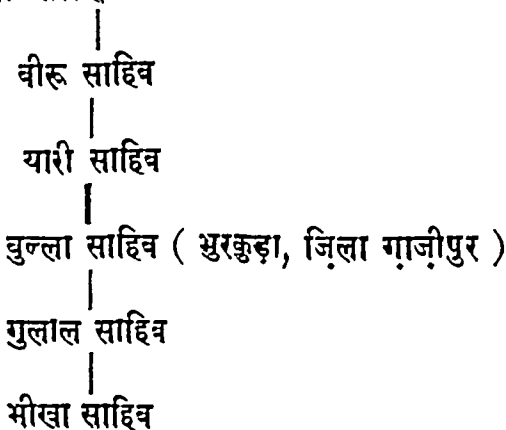 वीरू साहिब
यारी साहिब
बुल्ला साहिब ( भुरकुड़ा, ज़िला ग़ाज़ीपुर )
गुलाल साहिब
भीखा साहिब